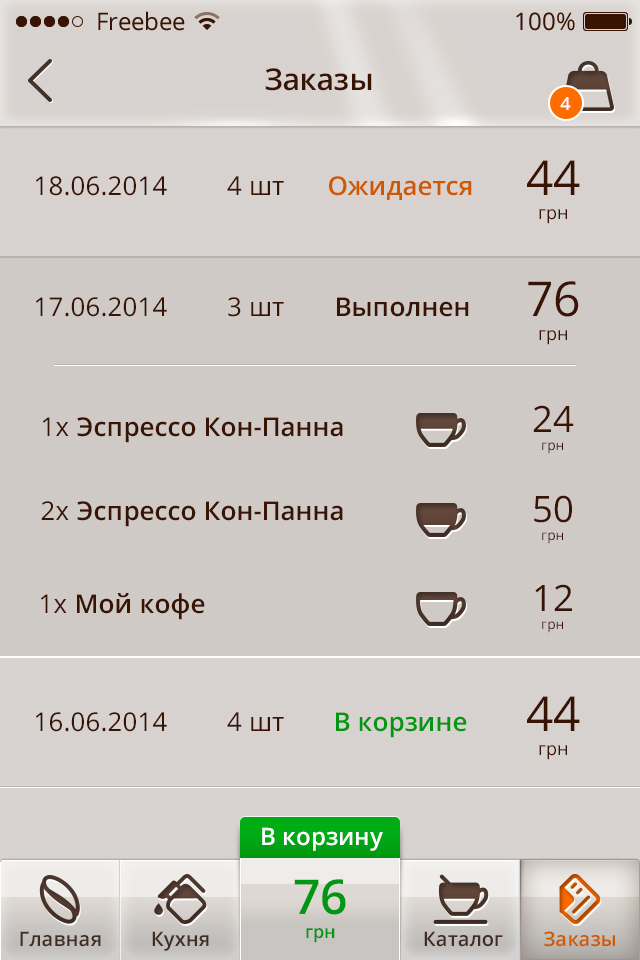 Freebee 100%
Заказы
4
18.06.2014 4 шт Ожидается 44 грн
17.06.2014 3 шт Выполнен 76 грн
1x Эспрессо Кон-Панна 24 грн
2x Эспрессо Кон-Панна 50 грн
1x Мой кофе 12 грн
16.06.2014 4 шт В корзине 44 грн
В корзину
76 грн
Главная Кухня Каталог Заказы